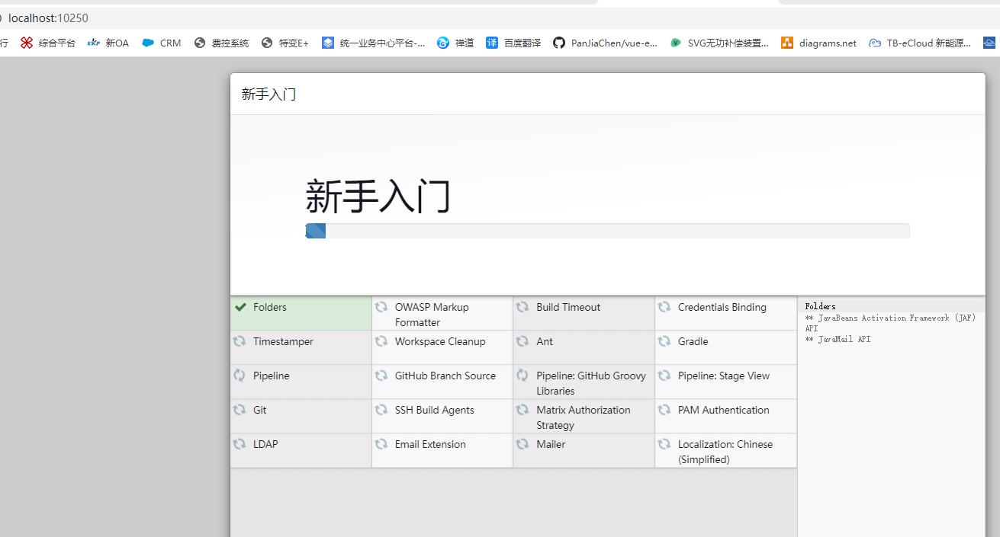 localhost:10250
行 综合平台 新OA CRM 费控系统 特变E+ 统一业务中心平台-... 禅道 译 百度翻译 PanJiaChen/vue-e... SVG无功补偿装置... diagrams.net TB-eCloud 新能源...
新手入门
新手入门
Folders
OWASP Markup
Formatter
Build Timeout
Credentials Binding
Timestamper
Workspace Cleanup
Ant
Gradle
Pipeline
GitHub Branch Source
Pipeline: GitHub Groovy
Libraries
Pipeline: Stage View
Git
SSH Build Agents
Matrix Authorization
Strategy
PAM Authentication
LDAP
Email Extension
Mailer
Localization: Chinese
(Simplified)
Folders
** JavaBeans Activation Framework (JAF)
API
** JavaMail API